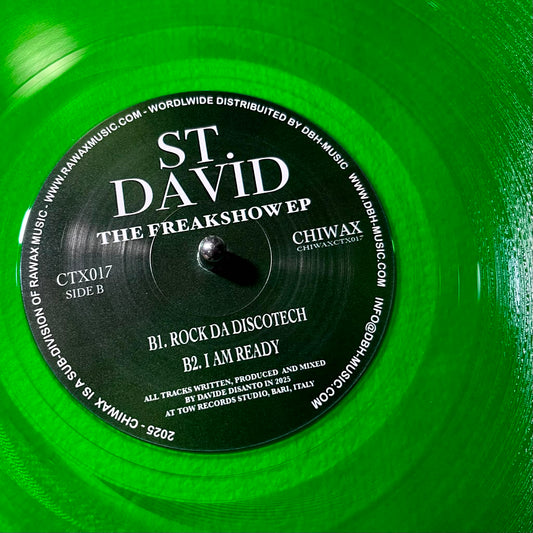 ST.
DAVID
THE FREAKSHOW EP
CTX017
SIDE B
CHIWAX
CHIWAXCTX017
B1. ROCK DA DISCOTECH
B2. I AM READY
ALL TRACKS WRITTEN, PRODUCED AND MIXED
BY DAVIDE DISANTO IN 2025
AT TOW RECORDS STUDIO, BARI, ITALY
2025 - CHIWAX IS A SUB-DIVISION OF RAWAX MUSIC - WWW.RAWAXMUSIC.COM - WORDLWIDE DISTRIBUITED BY DBH-MUSIC - WWW.DBH-MUSIC.COM INFO@DBH-MUSIC.COM